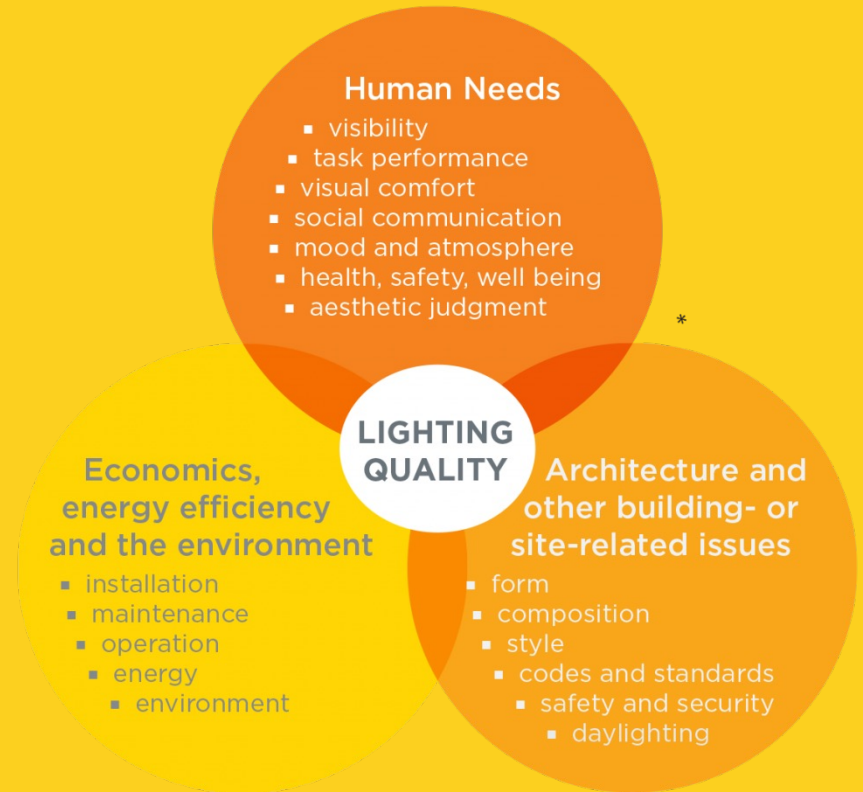 Human Needs
▪ visibility
▪ task performance
▪ visual comfort
▪ social communication
▪ mood and atmosphere
▪ health, safety, well being
▪ aesthetic judgment
*
LIGHTING
QUALITY
Economics,
energy efficiency
and the environment
▪ installation
▪ maintenance
▪ operation
▪ energy
▪ environment
Architecture and
other building- or
site-related issues
▪ form
▪ composition
▪ style
▪ codes and standards
▪ safety and security
▪ daylighting